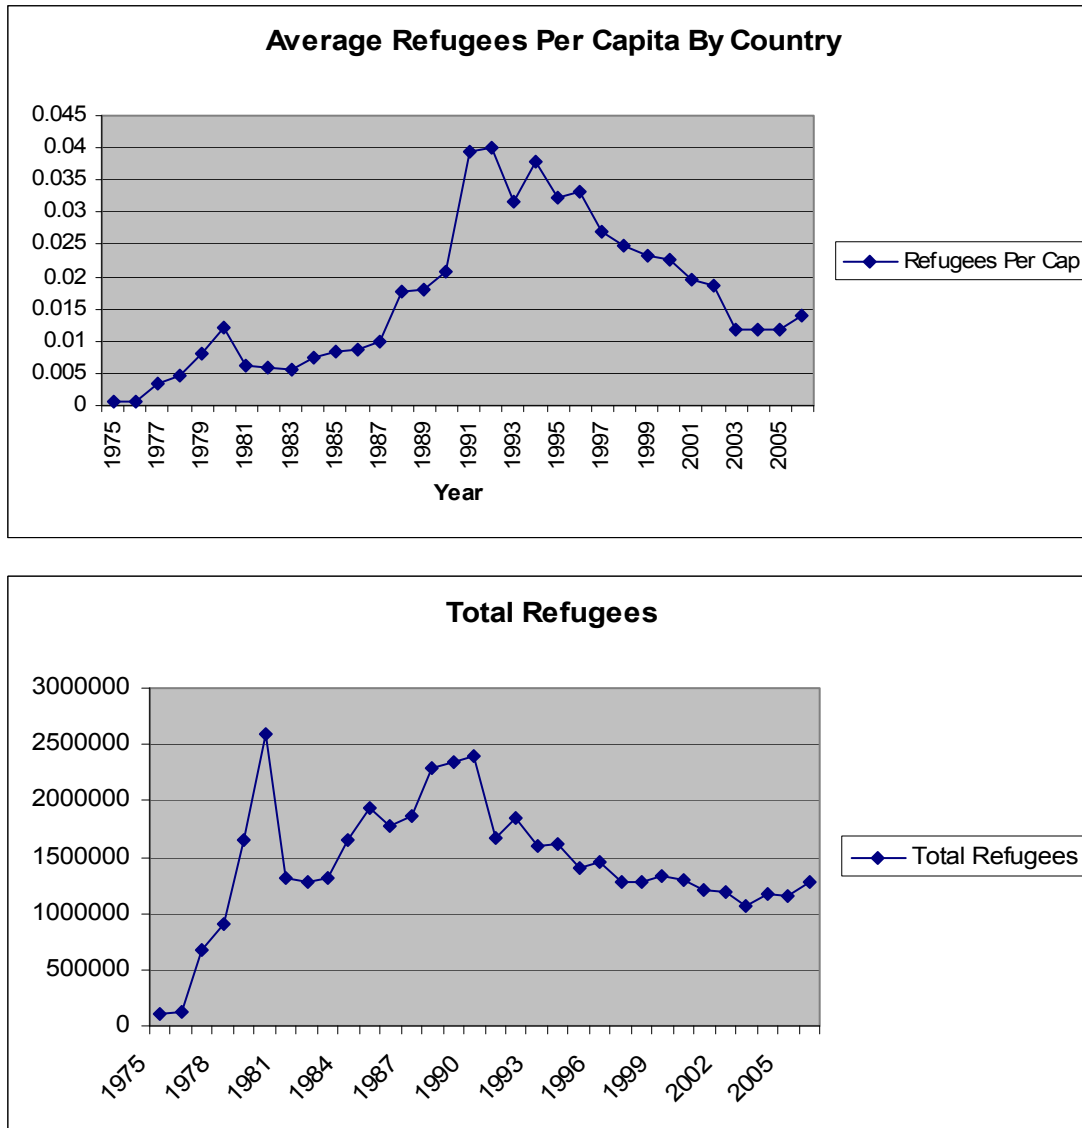 Average Refugees Per Capita By Country
0.045
0.04
0.035
0.03
0.025
0.02
0.015
0.01
0.005
0
1975 1977 1979 1981 1983 1985 1987 1989 1991 1993 1995 1997 1999 2001 2003 2005
Year
Refugees Per Cap
Total Refugees
3000000
2500000
2000000
1500000
1000000
500000
0
1975 1978 1981 1984 1987 1990 1993 1996 1999 2002 2005
Total Refugees